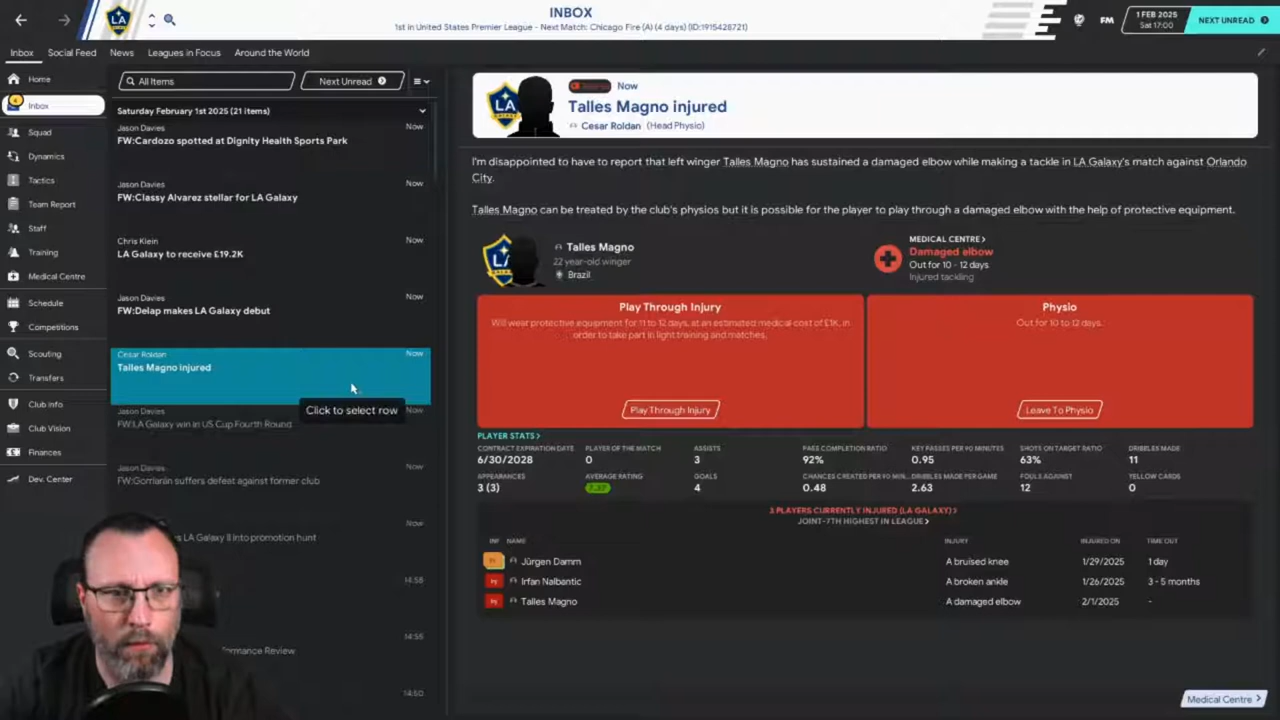 INBOX
1st in United States Premier League - Next Match: Chicago Fire (A) (4 days) (ID:1915428721)
FM
1 FEB 2025
Sat 17:00
NEXT UNREAD
Inbox
Social Feed
News
Leagues in Focus
Around the World
Home
Inbox
Squad
Dynamics
Tactics
Team Report
Staff
Training
Medical Centre
Schedule
Competitions
Scouting
Transfers
Club Info
Club Vision
Finances
Dev. Center
All Items
Next Unread
Saturday February 1st 2025 (21 items)
Jason Davies
Now
FW:Cardozo spotted at Dignity Health Sports Park
Jason Davies
Now
FW:Classy Alvarez stellar for LA Galaxy
Chris Klein
Now
LA Galaxy to receive £19.2K
Jason Davies
Now
FW:Delap makes LA Galaxy debut
Cesar Roldan
Now
Talles Magno injured
Click to select row
Jason Davies
Now
FW:LA Galaxy win in US Cup Fourth Round
Jason Davies
Now
FW:Gorriarán suffers defeat against former club
Now
s LA Galaxy II into promotion hunt
14:58
14:56
formance Review
14:50
Now
Talles Magno injured
Cesar Roldan (Head Physio)
I'm disappointed to have to report that left winger Talles Magno has sustained a damaged elbow while making a tackle in LA Galaxy's match against Orlando
City.
Talles Magno can be treated by the club's physios but it is possible for the player to play through a damaged elbow with the help of protective equipment.
Talles Magno
22 year-old winger
Brazil
MEDICAL CENTRE
Damaged elbow
Out for 10 - 12 days
Injured tackling
Play Through Injury
Will wear protective equipment for 11 to 12 days, at an estimated medical cost of £1K, in
order to take part in light training and matches.
Play Through Injury
Physio
Out for 10 to 12 days.
Leave To Physio
PLAYER STATS
CONTRACT EXPIRATION DATE
6/30/2028
PLAYER OF THE MATCH
0
ASSISTS
3
PASS COMPLETION RATIO
92%
KEY PASSES PER 90 MINUTES
0.95
SHOTS ON TARGET RATIO
63%
DRIBBLES MADE
11
APPEARANCES
3 (3)
AVERAGE RATING
GOALS
4
CHANCES CREATED PER 90 MIN...
0.48
DRIBBLES MADE PER GAME
2.63
FOULS AGAINST
12
YELLOW CARDS
0
3 PLAYERS CURRENTLY INJURED (LA GALAXY)
JOINT-7TH HIGHEST IN LEAGUE
INF NAME INJURY INJURED ON TIME OUT
Jürgen Damm A bruised knee 1/29/2025 1 day
Irfan Nalbantic A broken ankle 1/26/2025 3 - 5 months
Talles Magno A damaged elbow 2/1/2025 -
Medical Centre